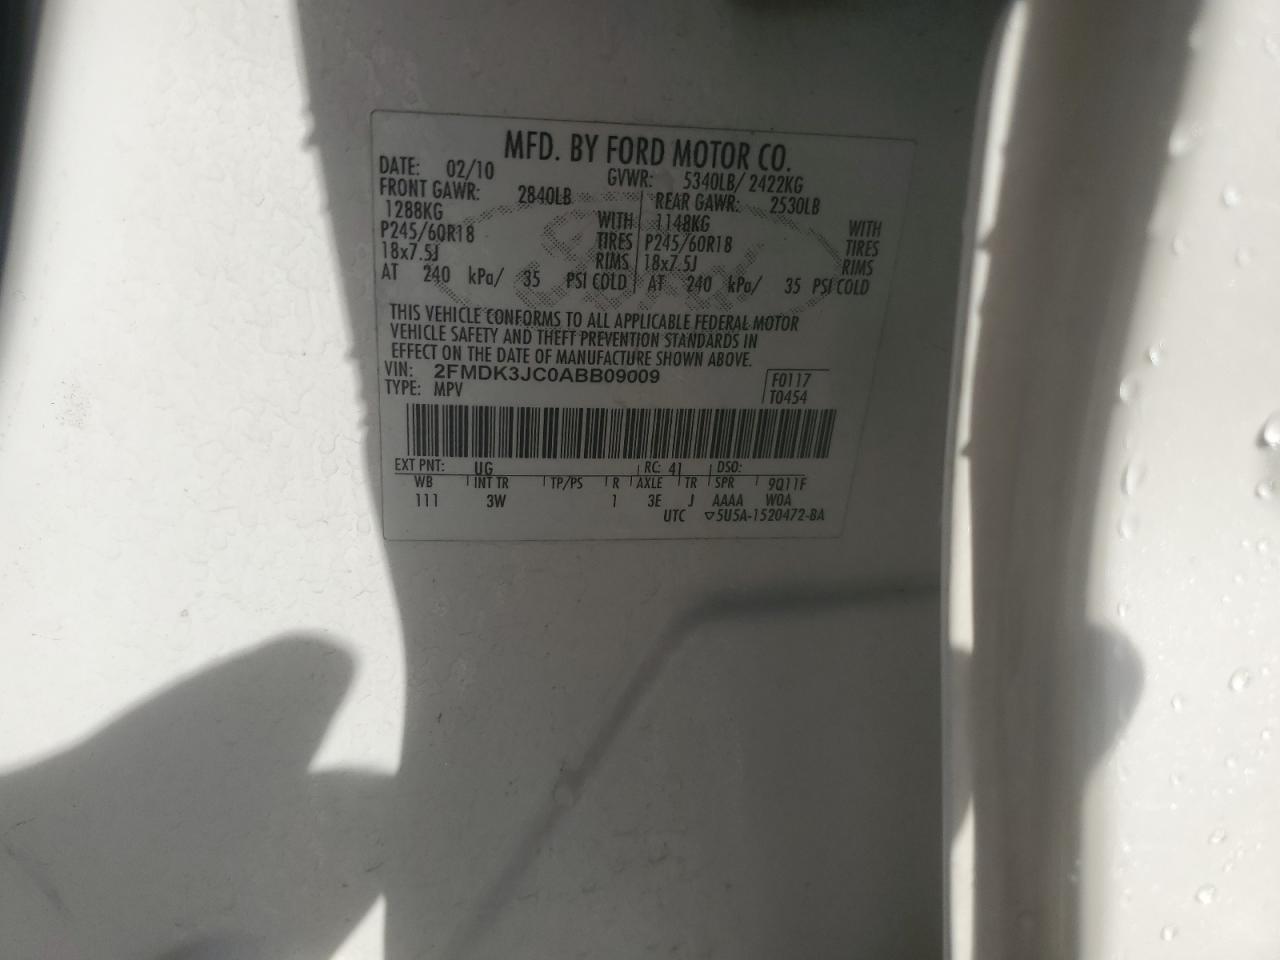 MFD. BY FORD MOTOR CO.
DATE: 02/10 GVWR: 5340LB/ 2422KG
FRONT GAWR: 2840LB REAR GAWR: 2530LB
1288KG WITH 1148KG WITH
P245/60R18 TIRES P245/60R18 TIRES
18x7.5J RIMS 18x7.5J RIMS
AT 240 kPa/ 35 PSI COLD AT 240 kPa/ 35 PSI COLD
THIS VEHICLE CONFORMS TO ALL APPLICABLE FEDERAL MOTOR
VEHICLE SAFETY AND THEFT PREVENTION STANDARDS IN
EFFECT ON THE DATE OF MANUFACTURE SHOWN ABOVE.
VIN: 2FMDK3JC0ABB09009 F0117
TYPE: MPV T0454
EXT PNT: UG RC: 41 DSO:
WB INT TR TP/PS R AXLE TR SPR 9Q11F
111 3W 1 3E J AAAA W0A
UTC ▽5U5A-1520472-BA